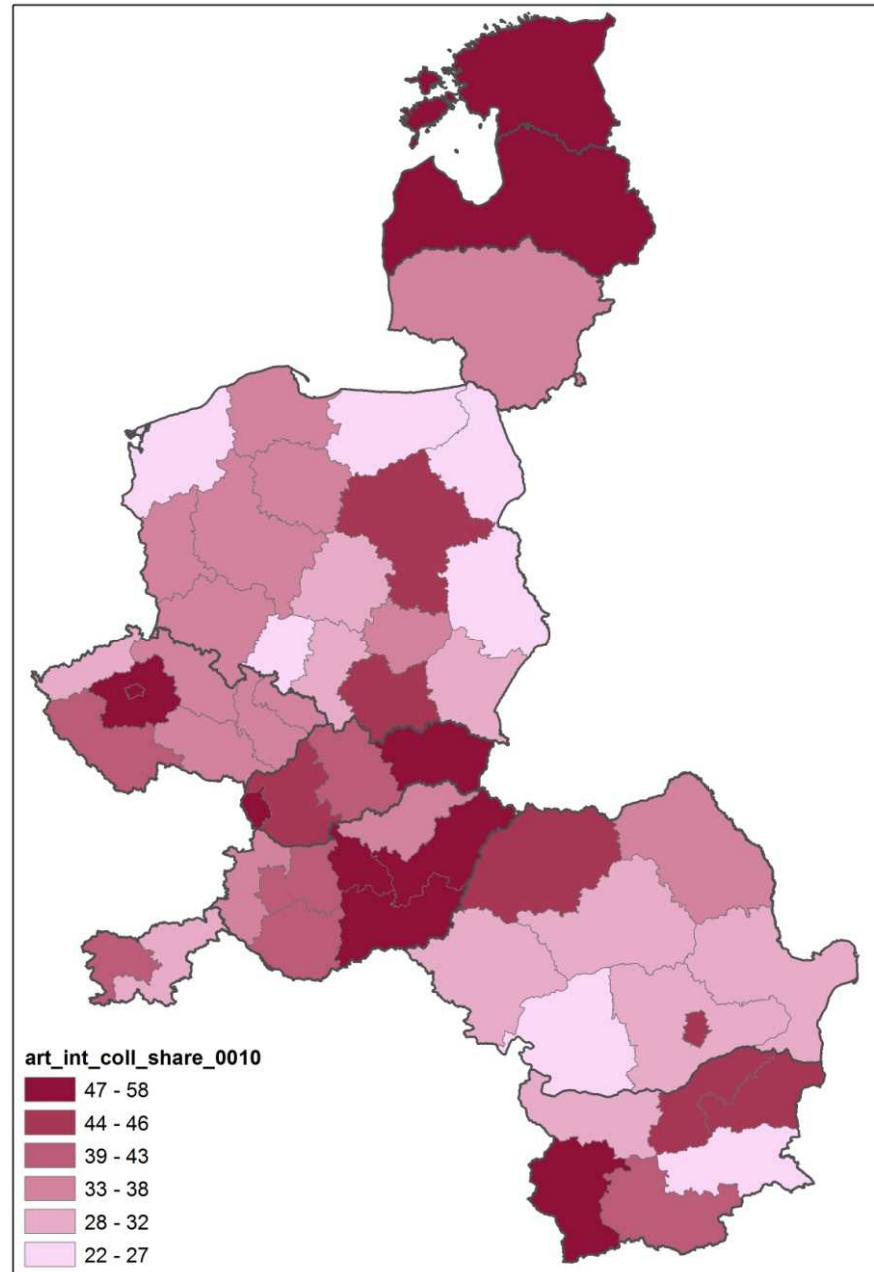 art_int_coll_share_0010
47 - 58
44 - 46
39 - 43
33 - 38
28 - 32
22 - 27